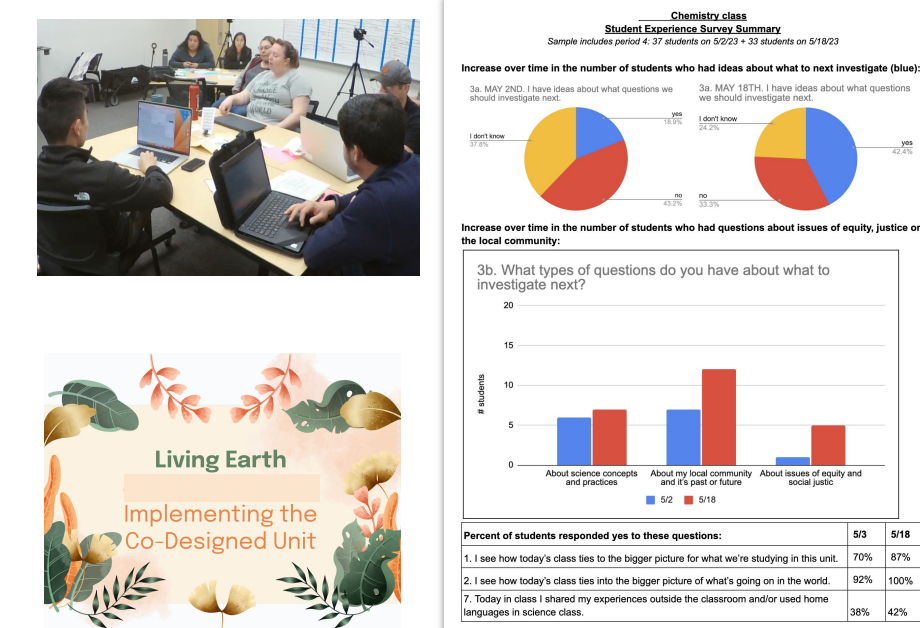 Living Earth
Implementing the
Co-Designed Unit
Chemistry class
Student Experience Survey Summary
Sample includes period 4: 37 students on 5/2/23 + 33 students on 5/18/23
Increase over time in the number of students who had ideas about what to next investigate (blue):
3a. MAY 2ND. I have ideas about what questions we
should investigate next.
yes
18.9%
I don't know
37.8%
no
43.2%
3a. MAY 18TH. I have ideas about what questions
we should investigate next.
I don't know
24.2%
yes
42.4%
no
33.3%
Increase over time in the number of students who had questions about issues of equity, justice or
the local community:
3b. What types of questions do you have about what to
investigate next?
# students
20
15
10
5
0
About science concepts
and practices
About my local community
and it's past or future
About issues of equity and
social justic
5/2
5/18
Percent of students responded yes to these questions: 5/3 5/18
1. I see how today's class ties to the bigger picture for what we're studying in this unit. 70% 87%
2. I see how today's class ties into the bigger picture of what's going on in the world. 92% 100%
7. Today in class I shared my experiences outside the classroom and/or used home
languages in science class. 38% 42%